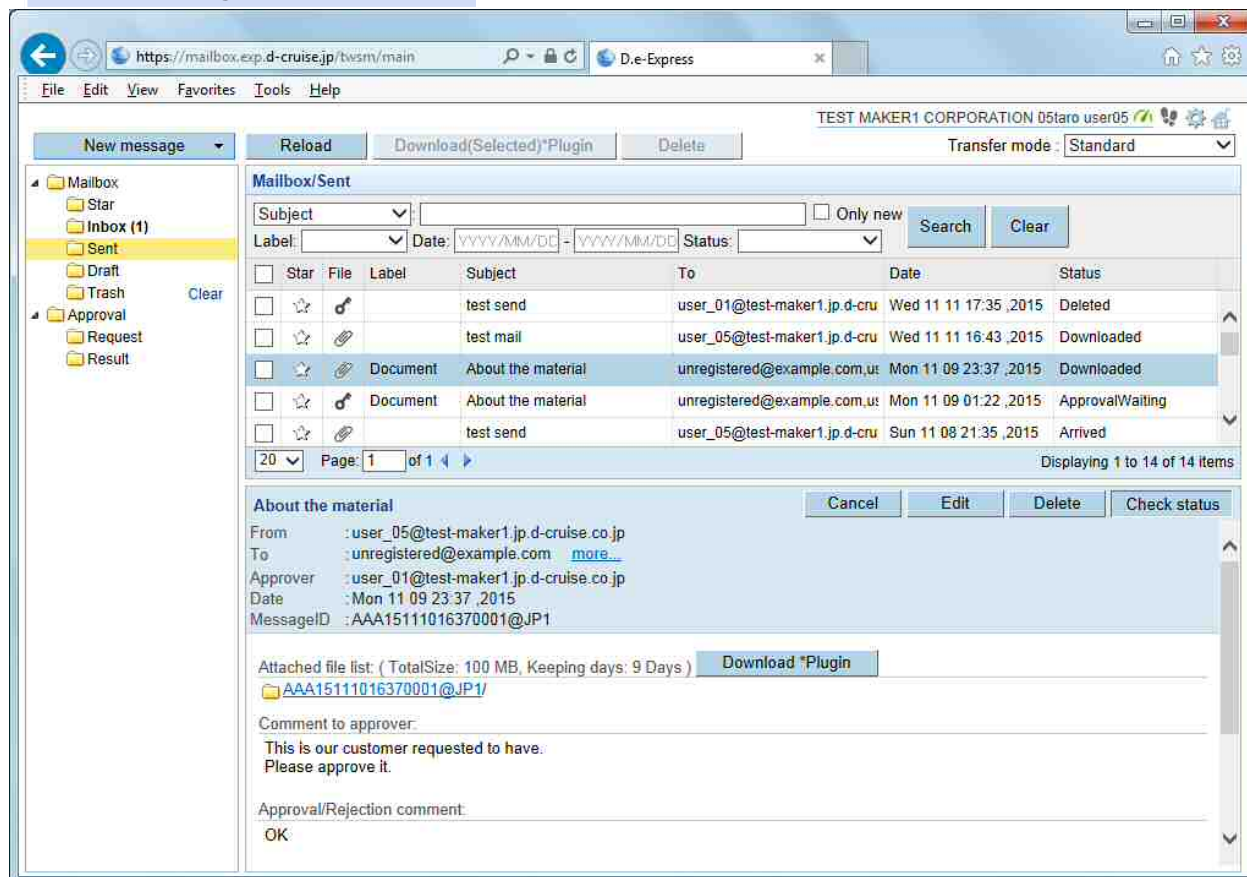 https://mailbox.exp.d-cruise.jp/twsm/main
D.e-Express
File Edit View Favorites Tools Help
TEST MAKER1 CORPORATION 05taro user05
New message Reload Download(Selected)*Plugin Delete Transfer mode : Standard
Mailbox
Star
Inbox (1)
Sent
Draft
Trash Clear
Approval
Request
Result
Mailbox/Sent
Subject : Only new Search Clear
Label: Date: YYYY/MM/DD - YYYY/MM/DD Status:
Star File Label Subject To Date Status
test send user_01@test-maker1.jp.d-cru Wed 11 11 17:35 ,2015 Deleted
test mail user_05@test-maker1.jp.d-cru Wed 11 11 16:43 ,2015 Downloaded
Document About the material unregistered@example.com,us Mon 11 09 23:37 ,2015 Downloaded
Document About the material unregistered@example.com,us Mon 11 09 01:22 ,2015 ApprovalWaiting
test send user_05@test-maker1.jp.d-cru Sun 11 08 21:35 ,2015 Arrived
20 Page: 1 of 1 Displaying 1 to 14 of 14 items
About the material Cancel Edit Delete Check status
From :user_05@test-maker1.jp.d-cruise.co.jp
To :unregistered@example.com more...
Approver :user_01@test-maker1.jp.d-cruise.co.jp
Date :Mon 11 09 23:37 ,2015
MessageID :AAA15111016370001@JP1
Attached file list: ( TotalSize: 100 MB, Keeping days: 9 Days ) Download *Plugin
AAA15111016370001@JP1/
Comment to approver:
This is our customer requested to have.
Please approve it.
Approval/Rejection comment:
OK